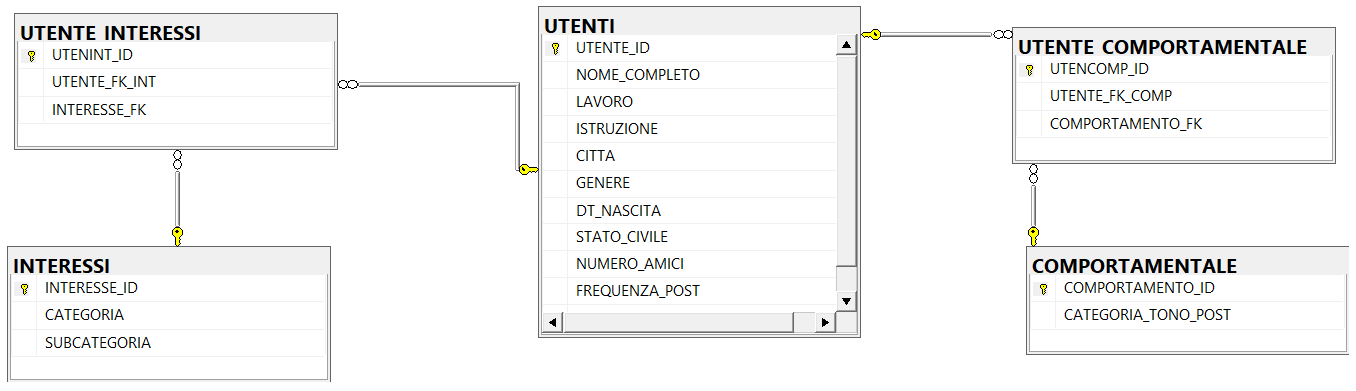 UTENTE INTERESSI
UTENINT_ID
UTENTE_FK_INT
INTERESSE_FK
INTERESSI
INTERESSE_ID
CATEGORIA
SUBCATEGORIA
UTENTI
UTENTE_ID
NOME_COMPLETO
LAVORO
ISTRUZIONE
CITTA
GENERE
DT_NASCITA
STATO_CIVILE
NUMERO_AMICI
FREQUENZA_POST
UTENTE COMPORTAMENTALE
UTENCOMP_ID
UTENTE_FK_COMP
COMPORTAMENTO_FK
COMPORTAMENTALE
COMPORTAMENTO_ID
CATEGORIA_TONO_POST